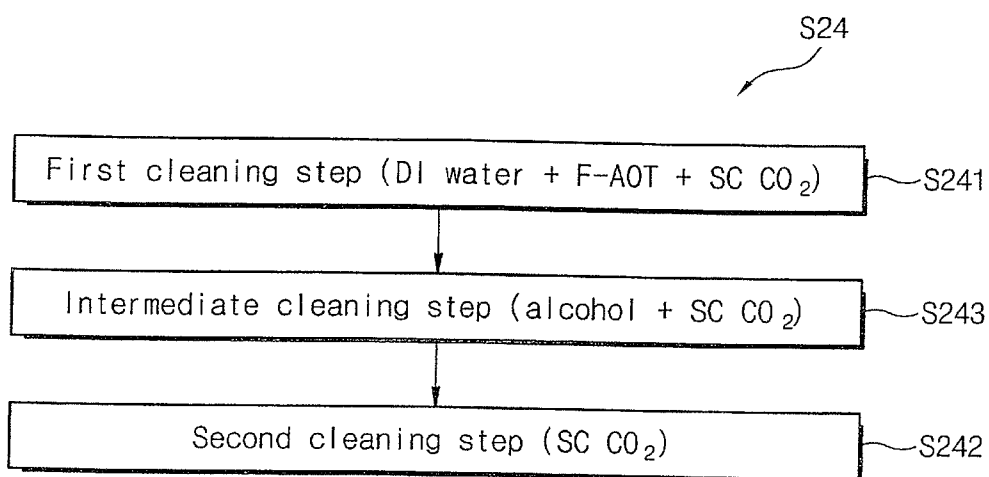 S24
First cleaning step (DI water + F-AOT + SC CO₂)
S241
Intermediate cleaning step (alcohol + SC CO₂)
S243
Second cleaning step (SC CO₂)
S242